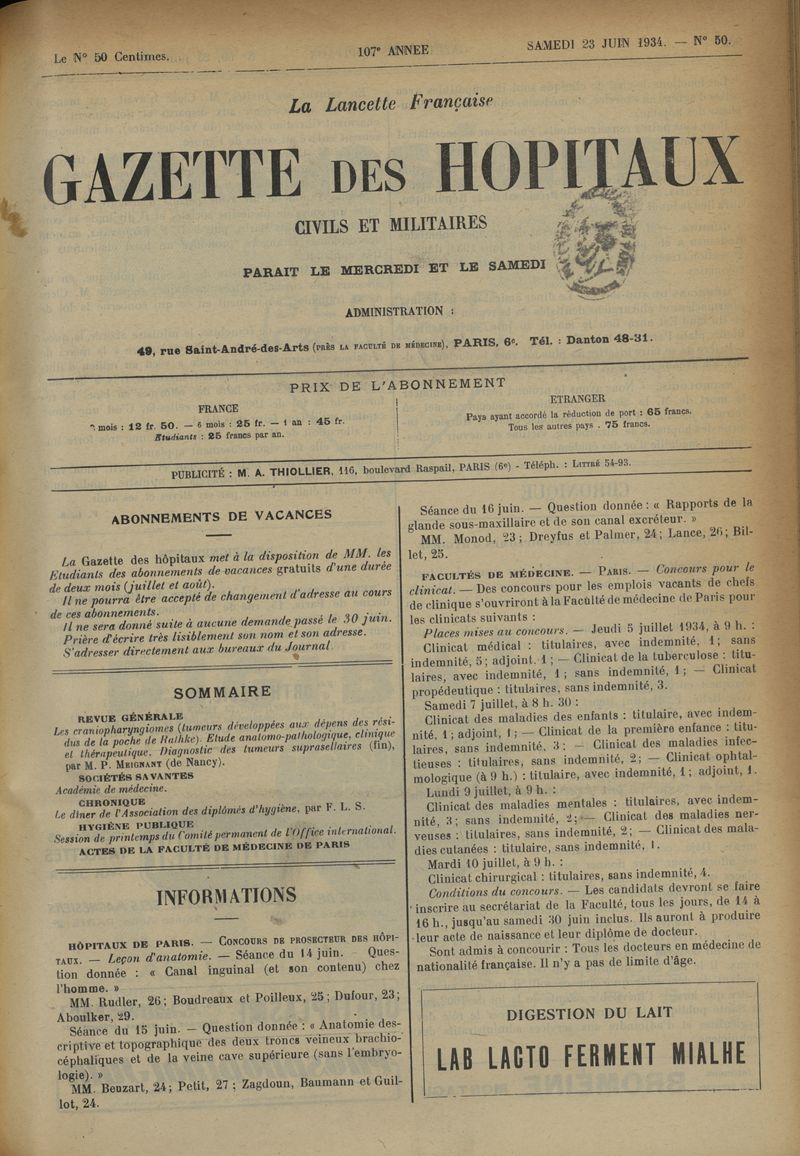 Le N° 50 Centimes.
107e ANNEE
SAMEDI 23 JUIN 1934. — N° 50.
La Lancette Française
GAZETTE DES HOPITAUX
CIVILS ET MILITAIRES
PARAIT LE MERCREDI ET LE SAMEDI
ADMINISTRATION :
49, rue Saint-André-des-Arts (PRÈS LA FACULTÉ DE MÉDECINE), PARIS, 6e. Tél. : Danton 48-31.
PRIX DE L'ABONNEMENT
FRANCE
mois : 12 fr. 50. — 6 mois : 25 fr. — 1 an : 45 fr.
Etudiants : 25 francs par an.
ETRANGER
Pays ayant accordé la réduction de port : 65 francs.
Tous les autres pays . 75 francs.
PUBLICITÉ : M. A. THIOLLIER, 116, boulevard Raspail, PARIS (6e) - Téléph. : LITTRÉ 54-93.
ABONNEMENTS DE VACANCES
La Gazette des hôpitaux met à la disposition de MM. les
Etudiants des abonnements de vacances gratuits d'une durée
de deux mois (juillet et août).
Il ne pourra être accepté de changement d'adresse au cours
de ces abonnements.
Il ne sera donné suite à aucune demande passé le 30 juin.
Prière d'écrire très lisiblement son nom et son adresse.
S'adresser directement aux bureaux du Journal
SOMMAIRE
REVUE GÉNÉRALE
Les craniopharyngiomes (tumeurs développées aux dépens des rési-
dus de la poche de Rathke). Etude anatomo-pathologique, clinique
et thérapeutique. Diagnostic des tumeurs suprasellaires (fin),
par M. P. MEIGNANT (de Nancy).
SOCIÉTÉS SAVANTES
Académie de médecine.
CHRONIQUE
Le dîner de l'Association des diplômés d'hygiène, par F. L. S.
HYGIÈNE PUBLIQUE
Session de printemps du Comité permanent de l'Office international.
ACTES DE LA FACULTÉ DE MÉDECINE DE PARIS
INFORMATIONS
HÔPITAUX DE PARIS. — CONCOURS DE PROSECTEUR DES HÔPI-
TAUX. — Leçon d'anatomie. — Séance du 14 juin. Ques-
tion donnée : « Canal inguinal (et son contenu) chez
l'homme. »
MM. Rudler, 26; Boudreaux et Poilleux, 25; Dufour, 23;
Aboulker, 29.
Séance du 15 juin. — Question donnée : « Anatomie des-
criptive et topographique des deux troncs veineux brachio-
céphaliques et de la veine cave supérieure (sans l'embryo-
logie). »
MM. Beuzart, 24; Petit, 27; Zagdoun, Baumann et Guil-
lot, 24.
Séance du 16 juin. — Question donnée : « Rapports de la
glande sous-maxillaire et de son canal excréteur. »
MM. Monod, 23; Dreyfus et Palmer, 24; Lance, 26; Bil-
let, 25.
FACULTÉS DE MÉDECINE. — PARIS. — Concours pour le
clinicat. — Des concours pour les emplois vacants de chefs
de clinique s'ouvriront à la Faculté de médecine de Paris pour
les clinicats suivants :
Places mises au concours. — Jeudi 5 juillet 1934, à 9 h. :
Clinicat médical : titulaires, avec indemnité, 1; sans
indemnité, 5; adjoint. 1; — Clinicat de la tuberculose : titu-
laires, avec indemnité, 1; sans indemnité, 1; — Clinicat
propédeutique : titulaires, sans indemnité, 3.
Samedi 7 juillet, à 8 h. 30 :
Clinicat des maladies des enfants : titulaire, avec indem-
nité, 1; adjoint, 1; — Clinicat de la première enfance : titu-
laires, sans indemnité, 3: — Clinicat des maladies infec-
tieuses : titulaires, sans indemnité, 2; — Clinicat ophtal-
mologique (à 9 h.) : titulaire, avec indemnité, 1; adjoint, 1.
Lundi 9 juillet, à 9 h. :
Clinicat des maladies mentales : titulaires, avec indem-
nité, 3; sans indemnité, 2; — Clinicat des maladies ner-
veuses : titulaires, sans indemnité, 2; — Clinicat des mala-
dies cutanées : titulaire, sans indemnité, 1.
Mardi 10 juillet, à 9 h. :
Clinicat chirurgical : titulaires, sans indemnité, 4.
Conditions du concours. — Les candidats devront se faire
inscrire au secrétariat de la Faculté, tous les jours, de 14 à
16 h., jusqu'au samedi 30 juin inclus. Ils auront à produire
leur acte de naissance et leur diplôme de docteur.
Sont admis à concourir : Tous les docteurs en médecine de
nationalité française. Il n'y a pas de limite d'âge.
DIGESTION DU LAIT
LAB LACTO FERMENT MIALHE